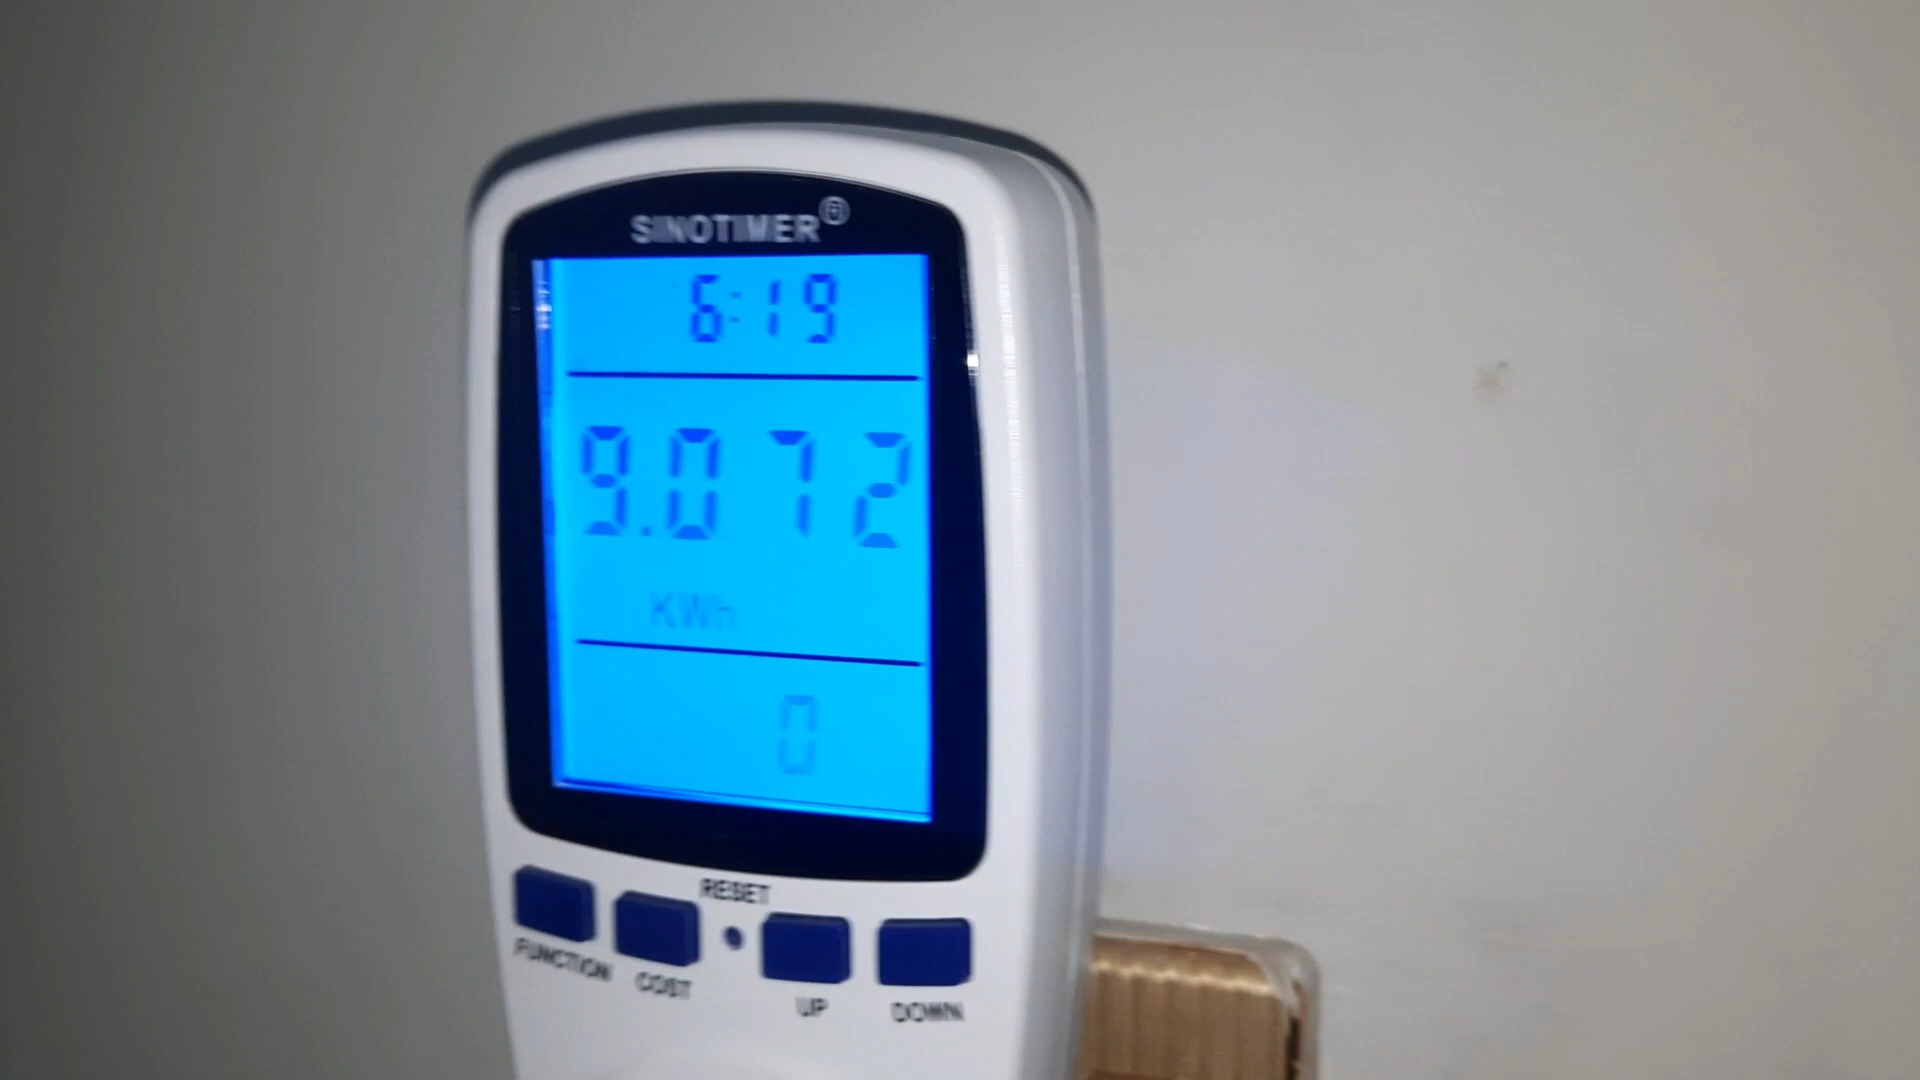 SINOTIMER®
6:19
9.072
KWh
0
RESET
FUNCTION COST UP DOWN